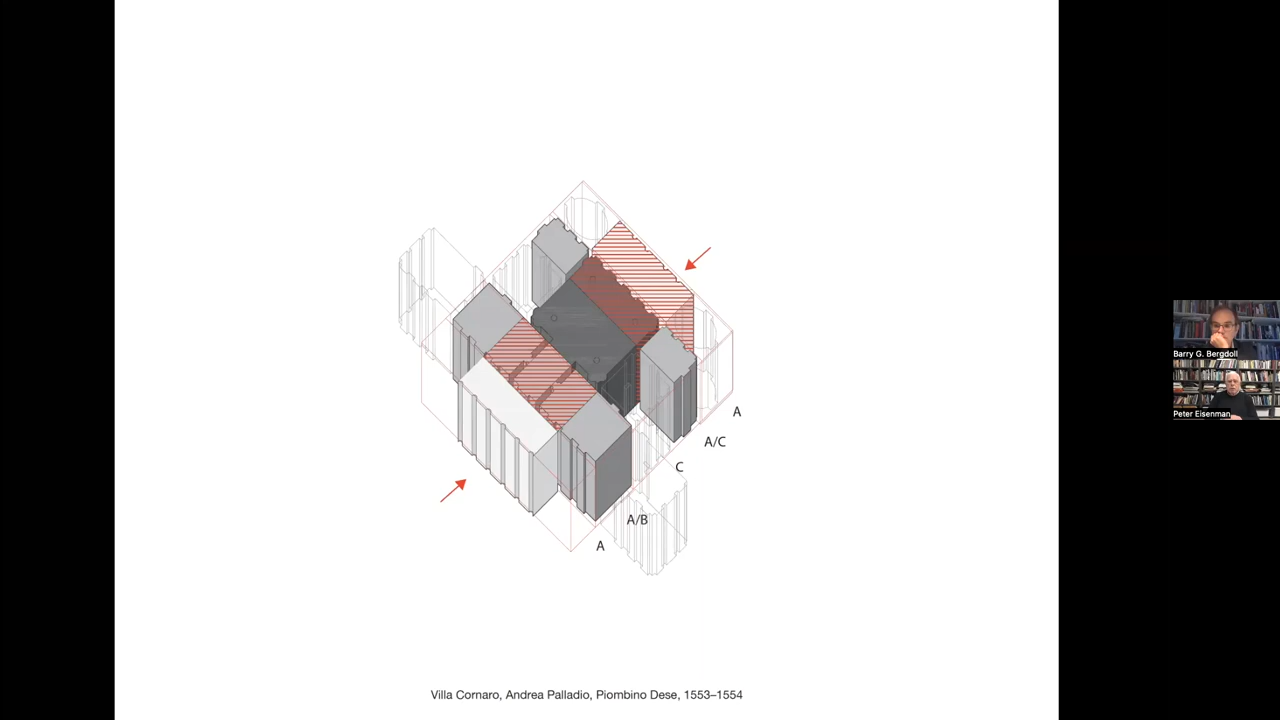 A
A/C
C
A/B
A
Villa Cornaro, Andrea Palladio, Piombino Dese, 1553–1554
Barry G. Bergdoll
Peter Eisenman